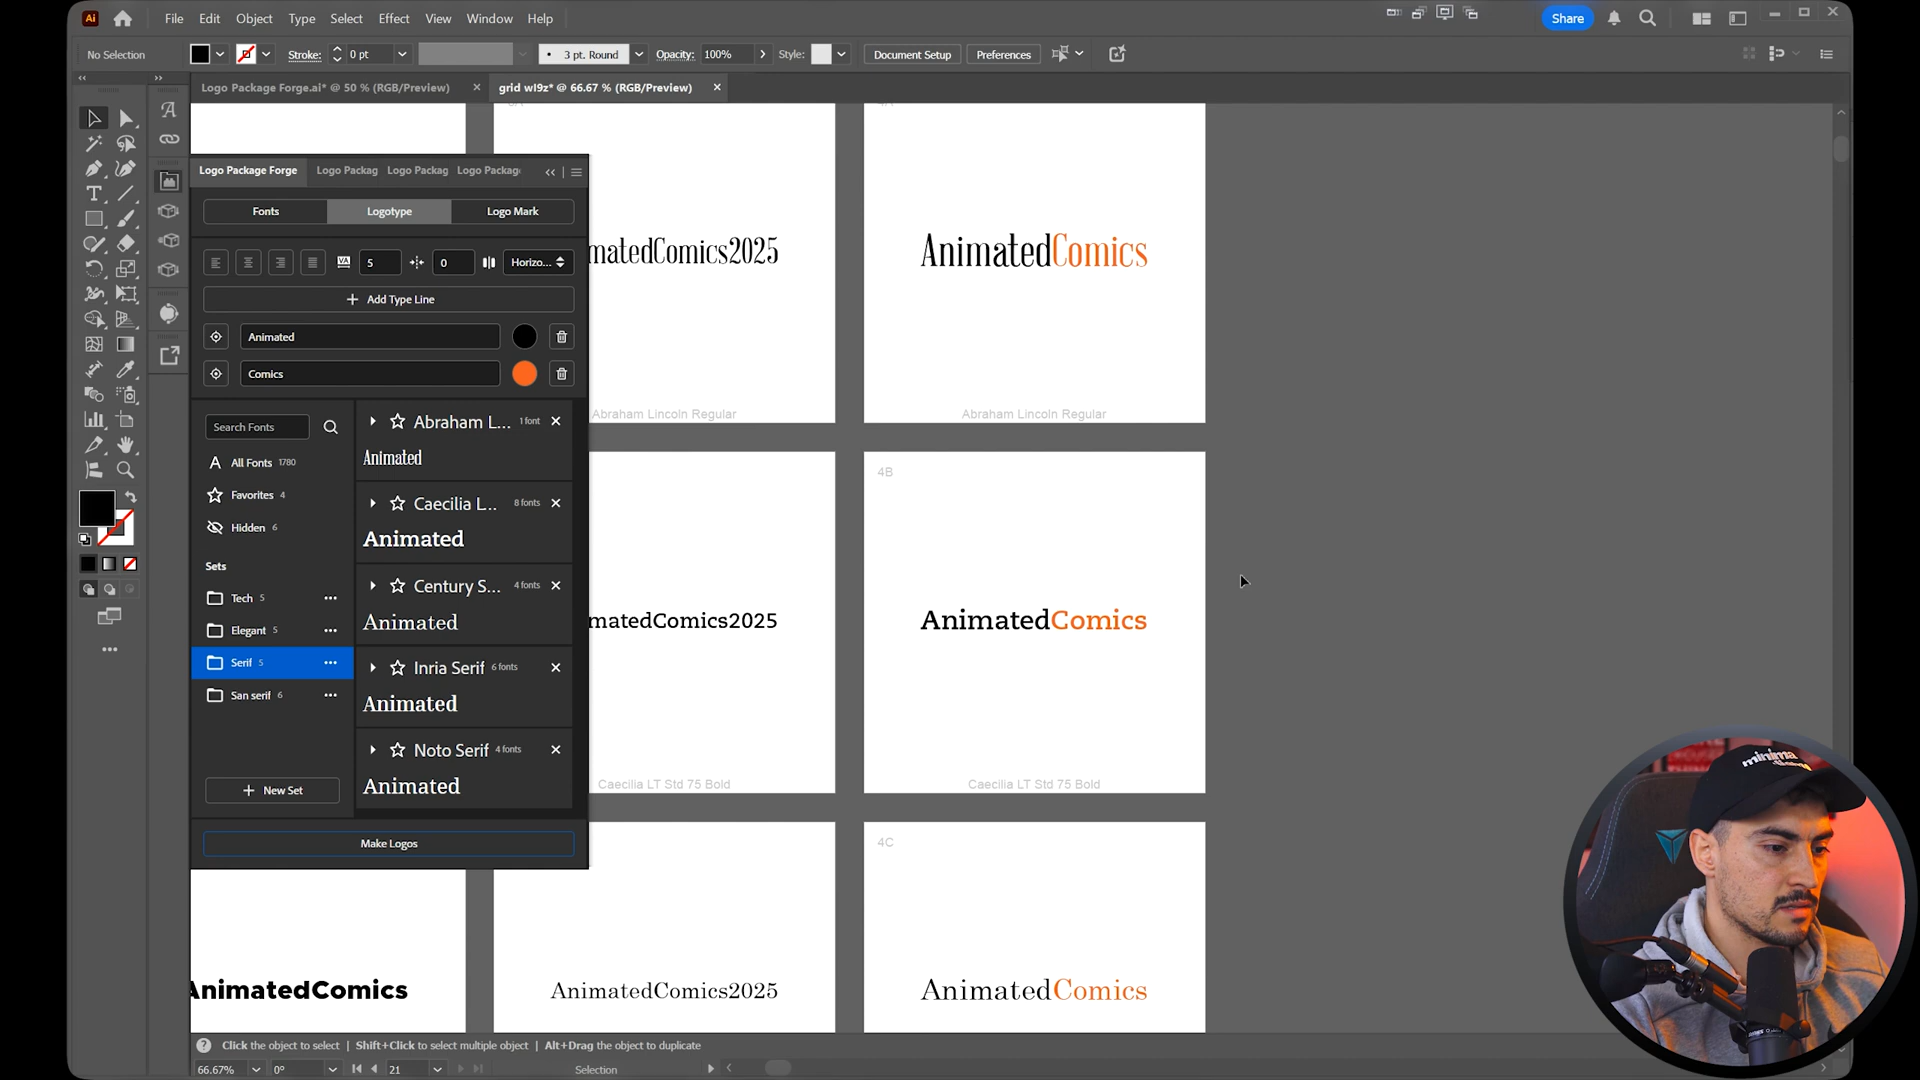 Ai File Edit Object Type Select Effect View Window Help Share
No Selection Stroke: 0 pt • 3 pt. Round Opacity: 100% Style: Document Setup Preferences
Logo Package Forge.ai* @ 50 % (RGB/Preview) × grid wl9z* @ 66.67 % (RGB/Preview) ×
Logo Package Forge Logo Packag Logo Packag Logo Package
Fonts Logotype Logo Mark
VA 5 0 Horizo...
+ Add Type Line
Animated
Comics
Search Fonts
All Fonts 1780
Favorites 4
Hidden 6
Sets
Tech 5
Elegant 5
Serif 5
San serif 6
+ New Set
Abraham L... 1 font
Animated
Caecilia L... 8 fonts
Animated
Century S... 4 fonts
Animated
Inria Serif 6 fonts
Animated
Noto Serif 4 fonts
Animated
Make Logos
matedComics2025
AnimatedComics
Abraham Lincoln Regular
Abraham Lincoln Regular
4B
matedComics2025
AnimatedComics
Caecilia LT Std 75 Bold
Caecilia LT Std 75 Bold
4C
AnimatedComics
AnimatedComics2025
AnimatedComics
minima
Click the object to select | Shift+Click to select multiple objects | Alt+Drag the object to duplicate
66.67% 0° 21 Selection